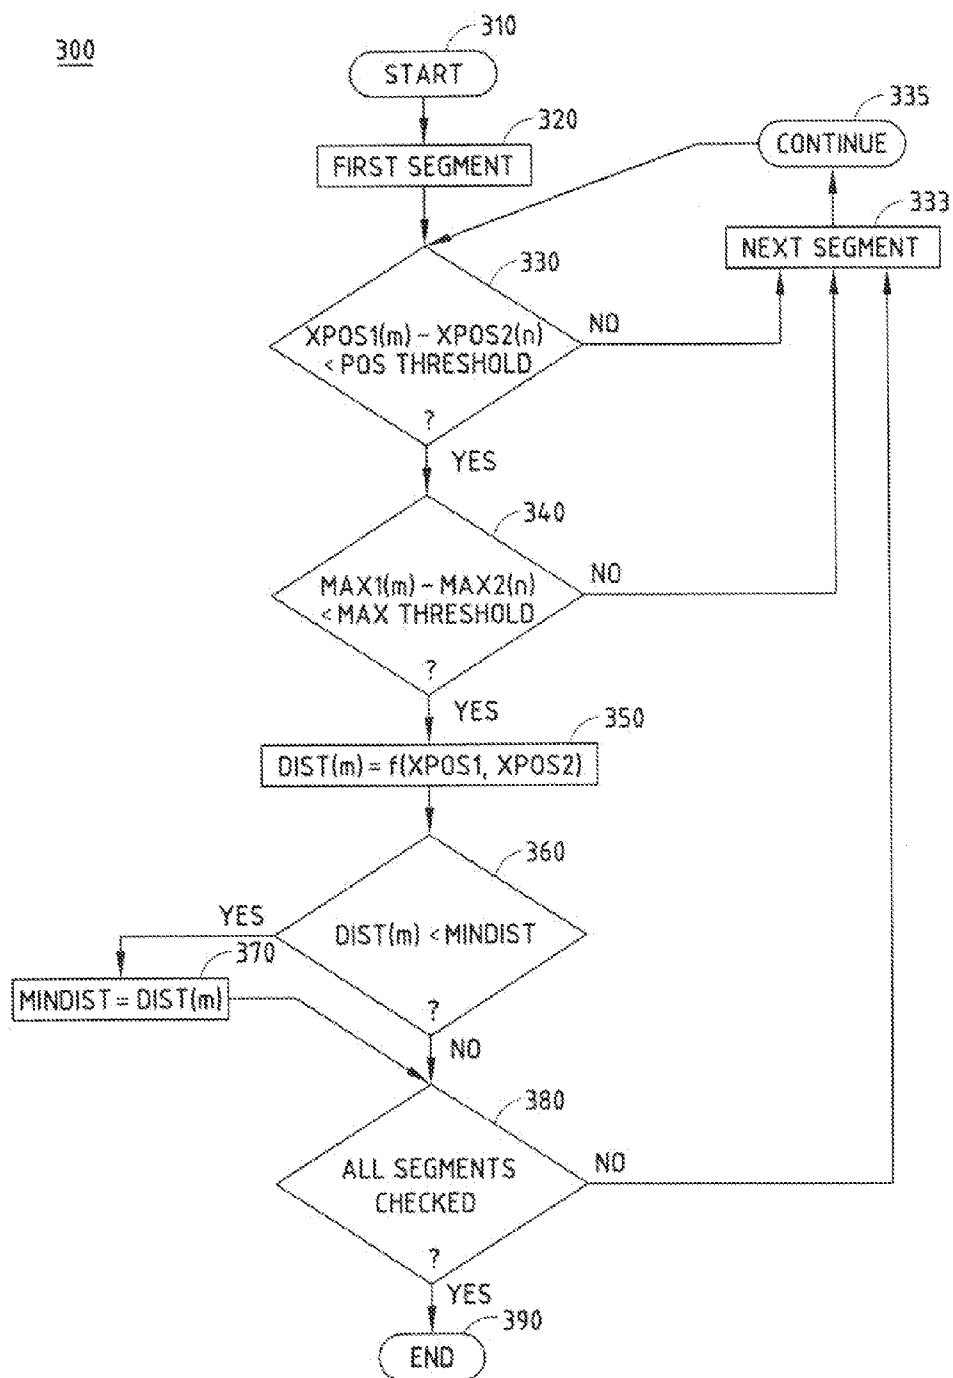 300
310
START
320
FIRST SEGMENT
335
CONTINUE
333
NEXT SEGMENT
330
XPOS1(m) - XPOS2(n)
< POS THRESHOLD
?
NO
YES
340
MAX1(m) - MAX2(n)
< MAX THRESHOLD
?
NO
YES
350
DIST(m) = f(XPOS1, XPOS2)
360
DIST(m) < MINDIST
?
YES
370
MINDIST = DIST(m)
NO
380
ALL SEGMENTS
CHECKED
?
NO
YES
390
END